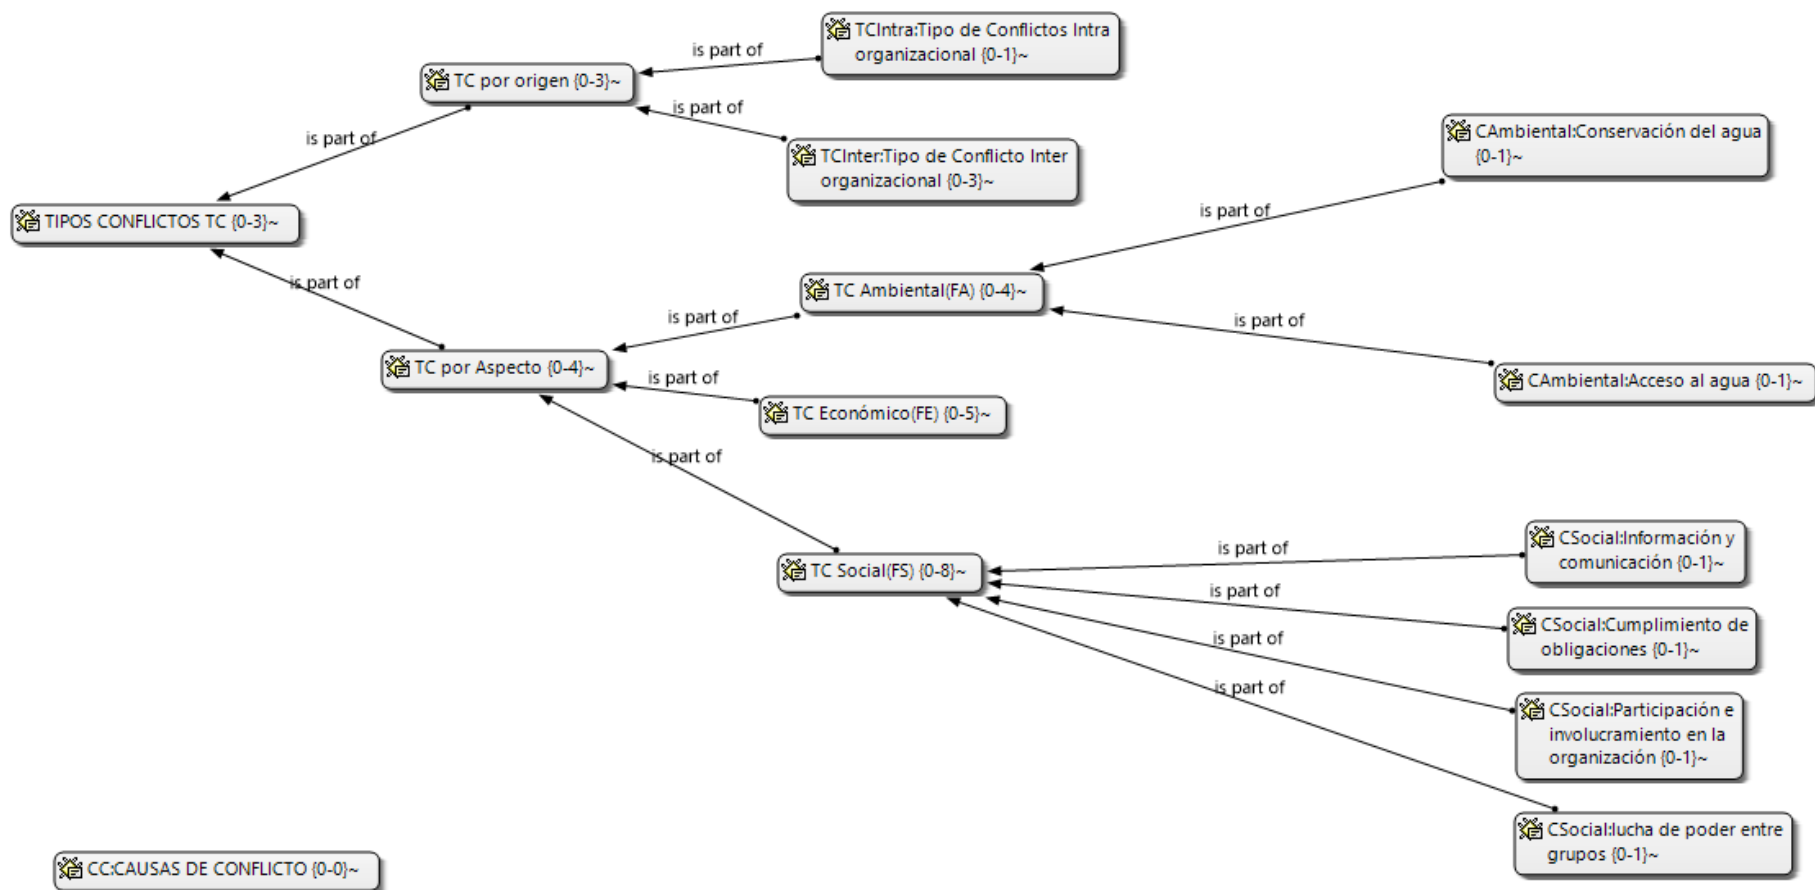 TCIntra:Tipo de Conflictos Intra
organizacional {0-1}~
is part of
TC por origen {0-3}~
is part of
is part of
TCInter:Tipo de Conflicto Inter
organizacional {0-3}~
CAmbiental:Conservación del agua
{0-1}~
TIPOS CONFLICTOS TC {0-3}~
is part of
is part of
TC Ambiental(FA) {0-4}~
is part of
is part of
TC por Aspecto {0-4}~
is part of
CAmbiental:Acceso al agua {0-1}~
TC Económico(FE) {0-5}~
is part of
CSocial:Información y
comunicación {0-1}~
is part of
TC Social(FS) {0-8}~
is part of
CSocial:Cumplimiento de
obligaciones {0-1}~
is part of
CSocial:Participación e
involucramiento en la
organización {0-1}~
is part of
CSocial:lucha de poder entre
grupos {0-1}~
CC:CAUSAS DE CONFLICTO {0-0}~